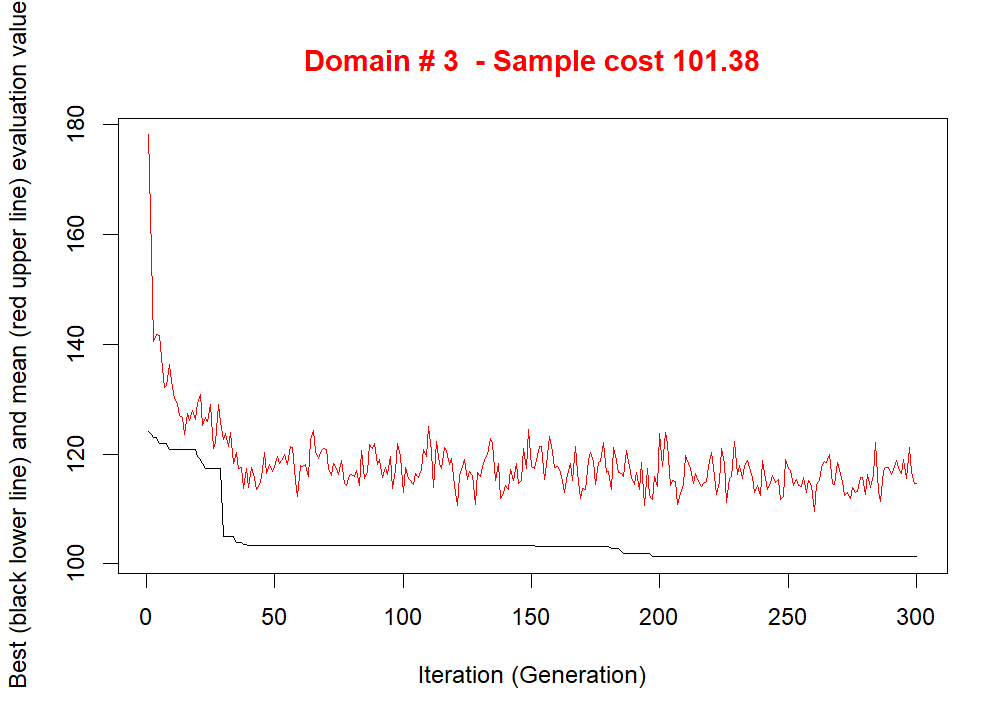 Domain # 3  - Sample cost 101.38
Best (black lower line) and mean (red upper line) evaluation value
180
160
140
120
100
0 50 100 150 200 250 300
Iteration (Generation)